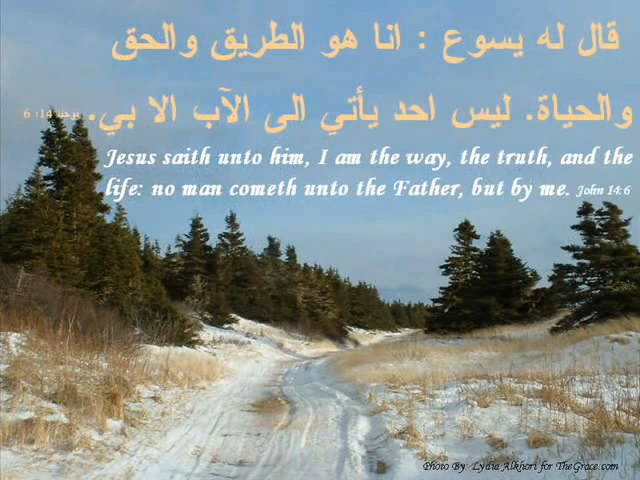 قال له يسوع : انا هو الطريق والحق
والحياة. ليس احد يأتي الى الآب الا بي. يوحنا 14: 6
Jesus saith unto him, I am the way, the truth, and the
life: no man cometh unto the Father, but by me. John 14:6
Photo By: Lydia Alkhori for TheGrace.com